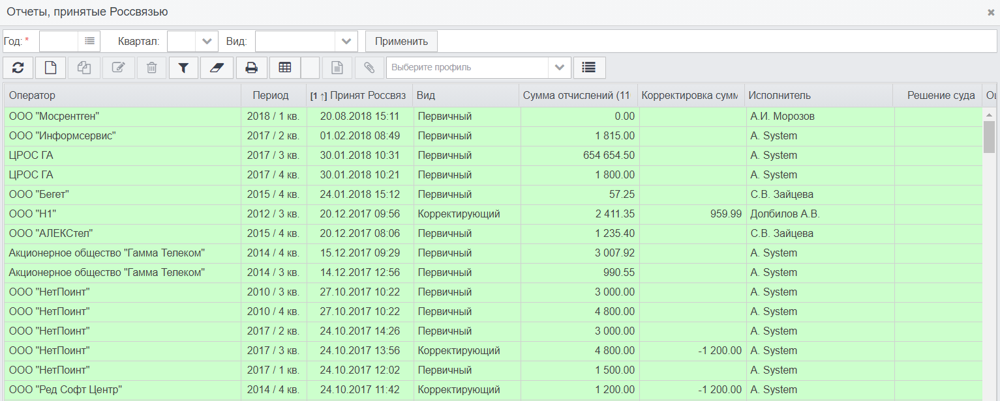 Отчеты, принятые Россвязью
Год: * Квартал: Вид: Применить
Выберите профиль
Оператор Период [1 ↑] Принят Россвяз Вид Сумма отчислений (11 Корректировка сумм Исполнитель Решение суда
ООО "Мосрентген" 2018 / 1 кв. 20.08.2018 15:11 Первичный 0.00 А.И. Морозов
ООО "Информсервис" 2017 / 2 кв. 01.02.2018 08:49 Первичный 1 815.00 A. System
ЦРОС ГА 2017 / 3 кв. 30.01.2018 10:31 Первичный 654 654.50 A. System
ЦРОС ГА 2017 / 4 кв. 30.01.2018 10:21 Первичный 1 800.00 A. System
ООО "Бегет" 2015 / 4 кв. 24.01.2018 15:12 Первичный 57.25 С.В. Зайцева
ООО "Н1" 2012 / 3 кв. 20.12.2017 09:56 Корректирующий 2 411.35 959.99 Долбилов А.В.
ООО "АЛЕКСтел" 2015 / 4 кв. 20.12.2017 08:06 Первичный 1 235.40 С.В. Зайцева
Акционерное общество "Гамма Телеком" 2014 / 4 кв. 15.12.2017 09:29 Первичный 3 007.92 A. System
Акционерное общество "Гамма Телеком" 2014 / 3 кв. 14.12.2017 12:56 Первичный 990.55 A. System
ООО "НетПоинт" 2010 / 3 кв. 27.10.2017 10:22 Первичный 3 000.00 A. System
ООО "НетПоинт" 2010 / 4 кв. 27.10.2017 10:22 Первичный 4 800.00 A. System
ООО "НетПоинт" 2017 / 2 кв. 24.10.2017 14:26 Первичный 3 000.00 A. System
ООО "НетПоинт" 2017 / 3 кв. 24.10.2017 13:56 Корректирующий 4 800.00 -1 200.00 A. System
ООО "НетПоинт" 2017 / 1 кв. 24.10.2017 12:02 Первичный 1 500.00 A. System
ООО "Ред Софт Центр" 2014 / 4 кв. 24.10.2017 11:42 Корректирующий 1 200.00 -1 200.00 A. System